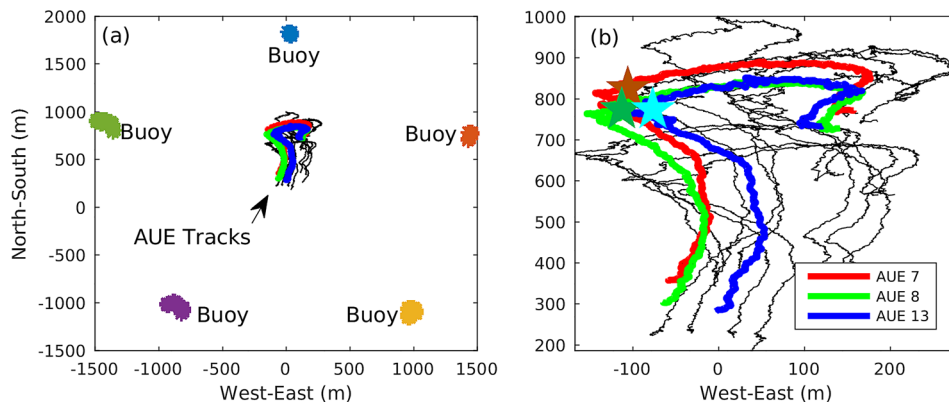 (a)
Buoy
Buoy
Buoy
AUE Tracks
Buoy
Buoy
2000
1500
1000
500
0
-500
-1000
-1500
-1500 -1000 -500 0 500 1000 1500
North-South (m)
West-East (m)
(b)
1000
900
800
700
600
500
400
300
200
-100 0 100 200
West-East (m)
AUE 7
AUE 8
AUE 13